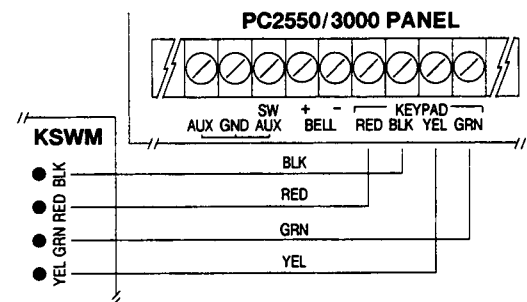 PC2550/3000 PANEL
SW + - KEYPAD
AUX GND AUX BELL RED BLK YEL GRN
KSWM
BLK BLK
RED RED
GRN GRN
YEL YEL